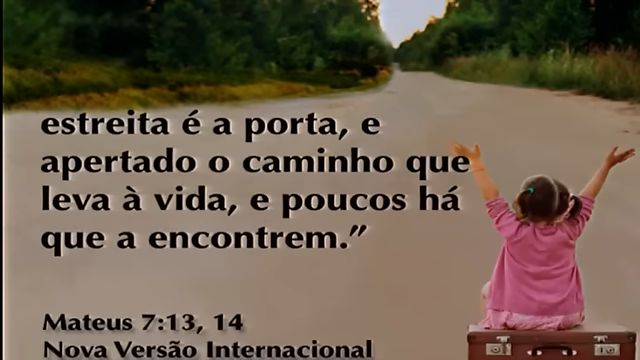 estreita é a porta, e
apertado o caminho que
leva à vida, e poucos há
que a encontrem.”
Mateus 7:13, 14
Nova Versão Internacional